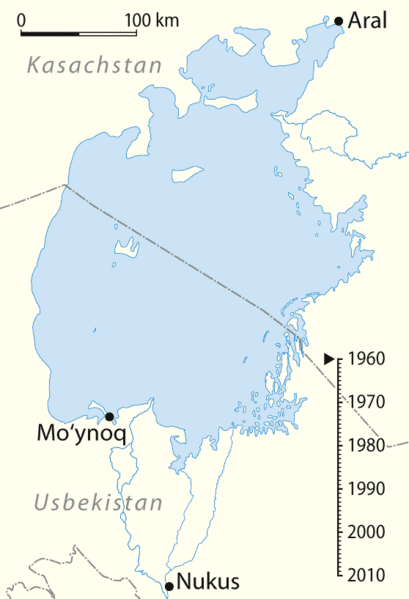 0 100 km
Aral
Kasachstan
1960
1970
Mo‘ynoq
1980
1990
Usbekistan
2000
2010
Nukus